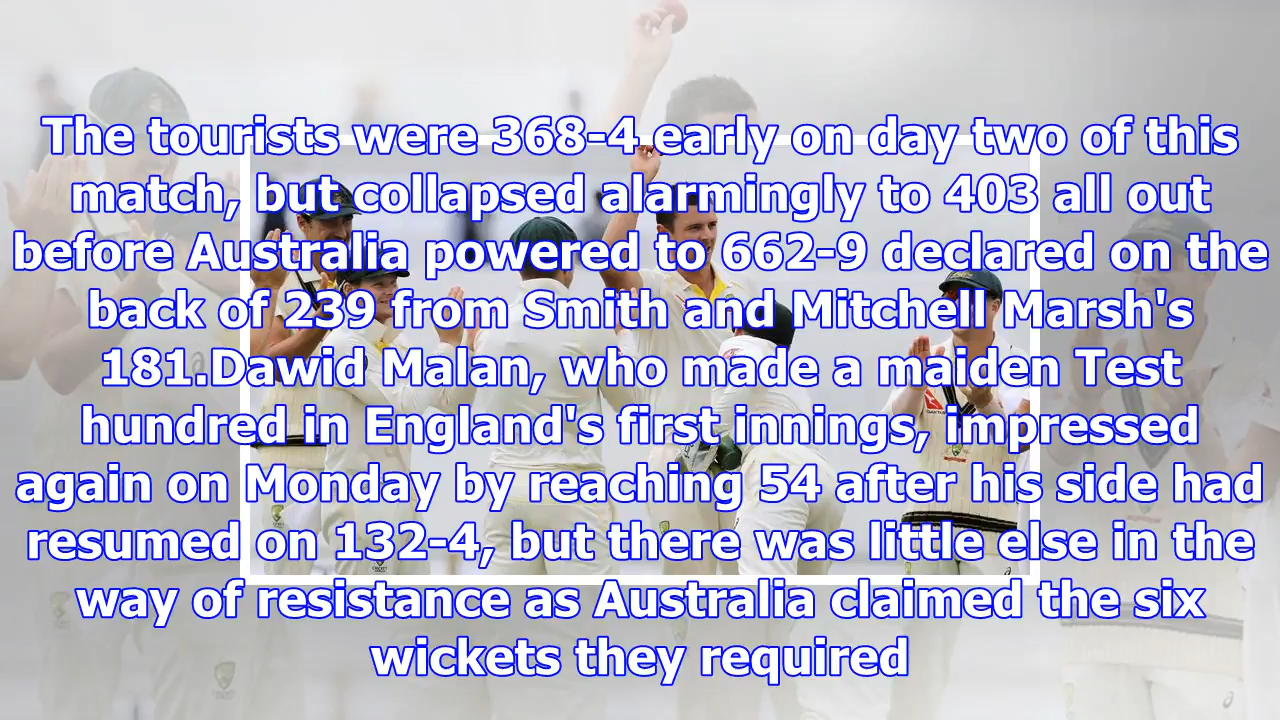 The tourists were 368-4 early on day two of this
match, but collapsed alarmingly to 403 all out
before Australia powered to 662-9 declared on the
back of 239 from Smith and Mitchell Marsh's
181.Dawid Malan, who made a maiden Test
hundred in England's first innings, impressed
again on Monday by reaching 54 after his side had
resumed on 132-4, but there was little else in the
way of resistance as Australia claimed the six
wickets they required